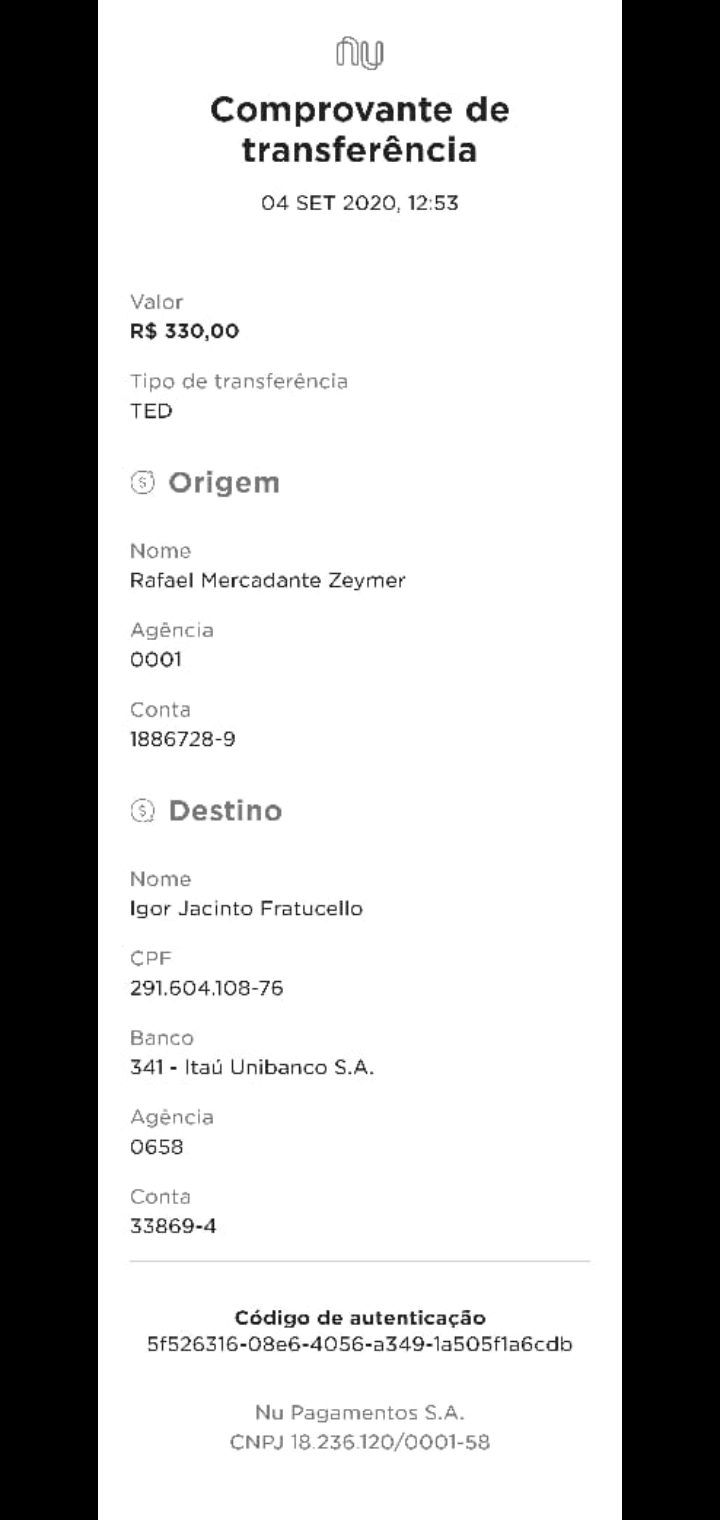 nu
Comprovante de
transferência
04 SET 2020, 12:53
Valor
R$ 330,00
Tipo de transferência
TED
Origem
Nome
Rafael Mercadante Zeymer
Agência
0001
Conta
1886728-9
Destino
Nome
Igor Jacinto Fratucello
CPF
291.604.108-76
Banco
341 - Itaú Unibanco S.A.
Agência
0658
Conta
33869-4
Código de autenticação
5f526316-08e6-4056-a349-1a505f1a6cdb
Nu Pagamentos S.A.
CNPJ 18.236.120/0001-58